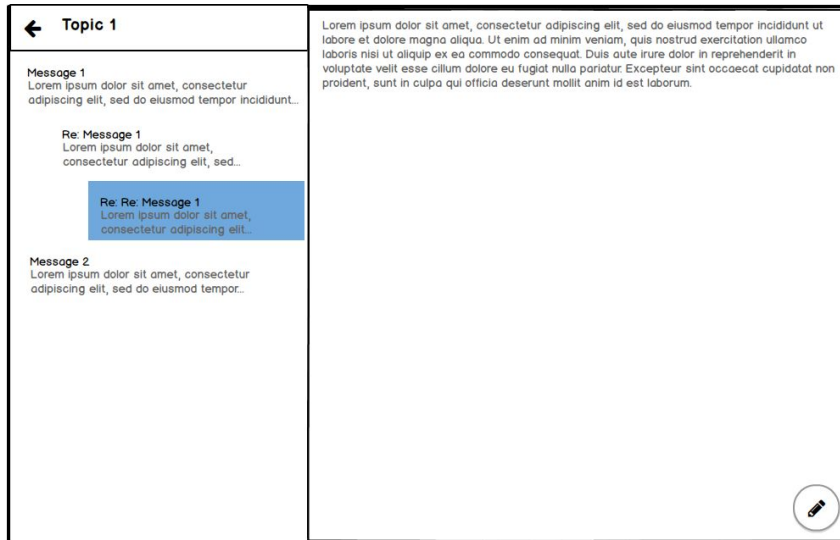 Topic 1
Message 1
Lorem ipsum dolor sit amet, consectetur
adipiscing elit, sed do eiusmod tempor incididunt...
Re: Message 1
Lorem ipsum dolor sit amet,
consectetur adipiscing elit, sed...
Re: Re: Message 1
Lorem ipsum dolor sit amet,
consectetur adipiscing elit...
Message 2
Lorem ipsum dolor sit amet, consectetur
adipiscing elit, sed do eiusmod tempor...
Lorem ipsum dolor sit amet, consectetur adipiscing elit, sed do eiusmod tempor incididunt ut
labore et dolore magna aliqua. Ut enim ad minim veniam, quis nostrud exercitation ullamco
laboris nisi ut aliquip ex ea commodo consequat. Duis aute irure dolor in reprehenderit in
voluptate velit esse cillum dolore eu fugiat nulla pariatur. Excepteur sint occaecat cupidatat non
proident, sunt in culpa qui officia deserunt mollit anim id est laborum.